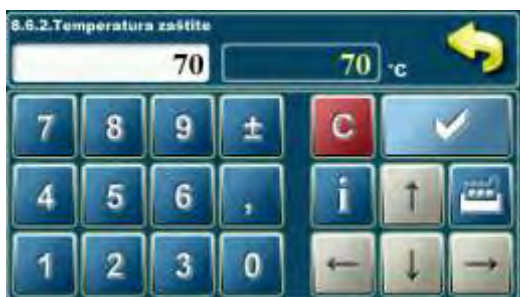 8.6.2.Temperatura zaštite
70 70 °C
7 8 9 ± C
4 5 6 , i ↑
1 2 3 0 ← ↓ →